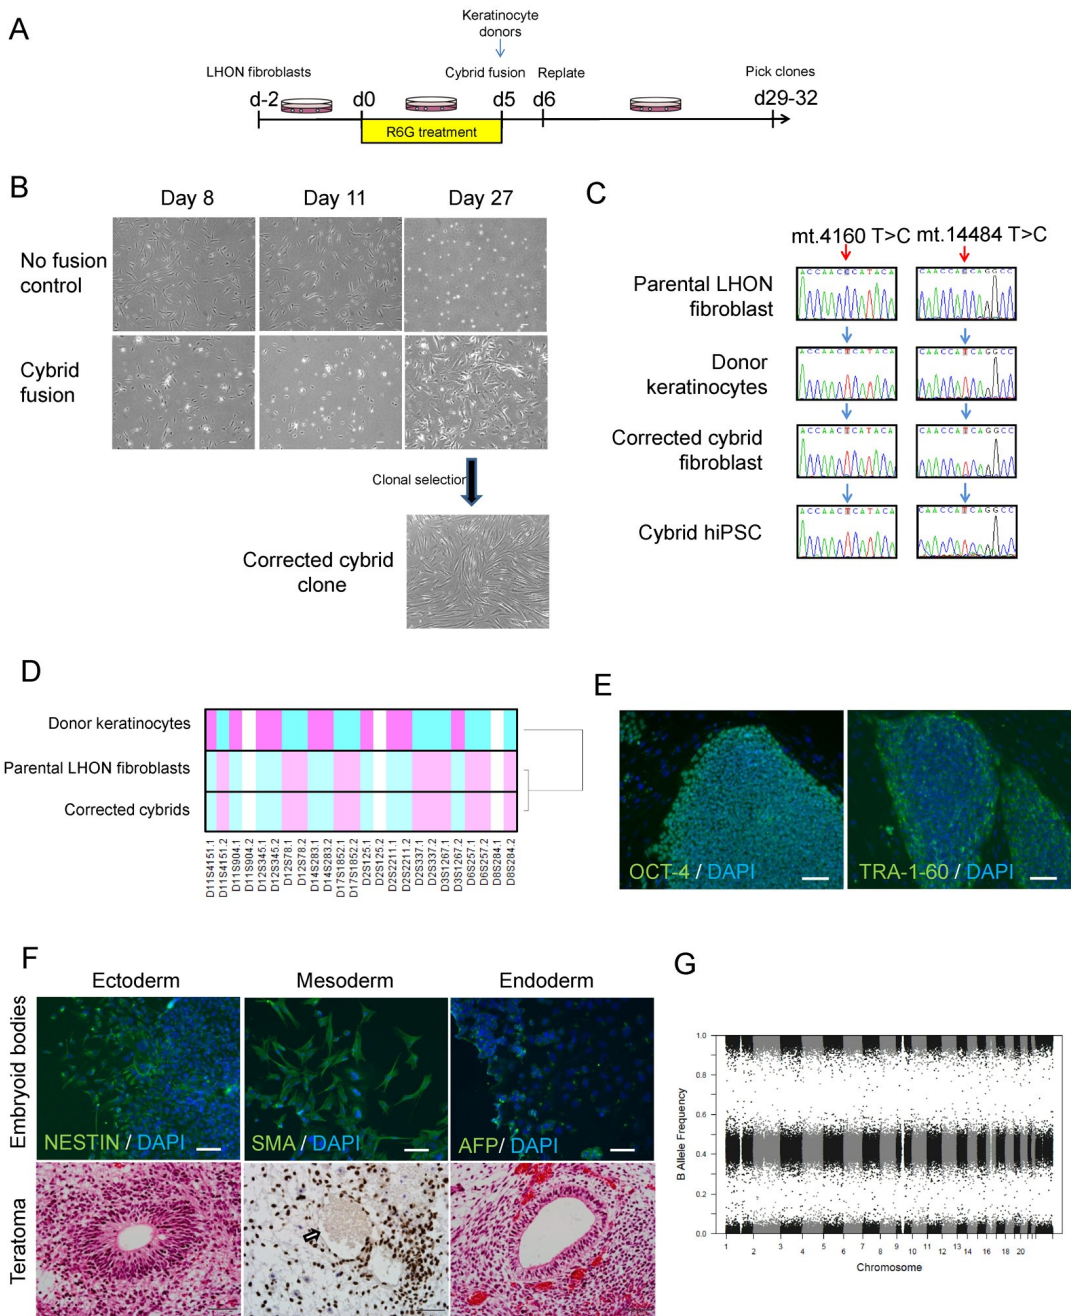 A
Keratinocyte
donors
LHON fibroblasts
Cybrid fusion
Replate
Pick clones
d-2
d0
d5
d6
d29-32
R6G treatment
B
Day 8
Day 11
Day 27
No fusion
control
Cybrid
fusion
Clonal selection
Corrected cybrid
clone
C
mt.4160 T>C
mt.14484 T>C
Parental LHON
fibroblast
ACCAACCCATACA
CAACCACCAGGCC
Donor
keratinocytes
ACCAACTCATACA
CAACCATCAGGCC
Corrected cybrid
fibroblast
ACCAACTCATACA
CAACCATCAGGCC
Cybrid hiPSC
ACCAACTCATACA
CAACCATCAGGCC
D
Donor keratinocytes
Parental LHON fibroblasts
Corrected cybrids
D11S4151.1
D11S4151.2
D11S904.1
D11S904.2
D12S345.1
D12S345.2
D12S78.1
D12S78.2
D14S283.1
D14S283.2
D17S1852.1
D17S1852.2
D2S125.1
D2S125.2
D2S2211.1
D2S2211.2
D2S337.1
D2S337.2
D3S1267.1
D3S1267.2
D6S257.1
D6S257.2
D8S284.1
D8S284.2
E
OCT-4 / DAPI
TRA-1-60 / DAPI
F
Ectoderm
Mesoderm
Endoderm
Embryoid bodies
NESTIN / DAPI
SMA / DAPI
AFP/ DAPI
Teratoma
G
B Allele Frequency
1.0
0.8
0.6
0.4
0.2
0.0
1 2 3 4 5 6 7 8 9 10 11 12 13 14 16 18 20
Chromosome